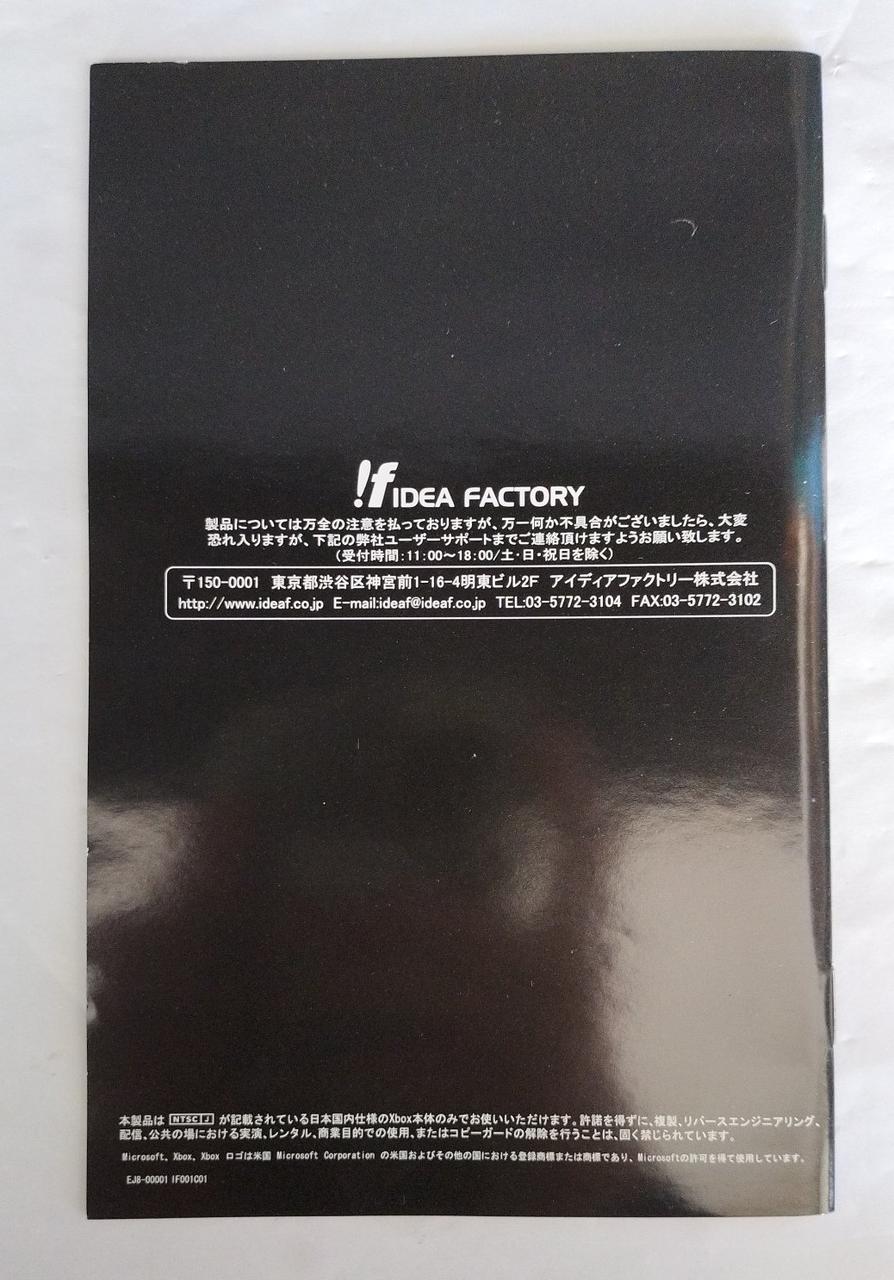 !f IDEA FACTORY
製品については万全の注意を払っておりますが、万一何か不具合がございましたら、大変
恐れ入りますが、下記の弊社ユーザーサポートまでご連絡頂けますようお願い致します。
(受付時間:11:00〜18:00/土・日・祝日を除く)
〒150-0001 東京都渋谷区神宮前1-16-4明東ビル2F アイディアファクトリー株式会社
http://www.ideaf.co.jp E-mail:ideaf@ideaf.co.jp TEL:03-5772-3104 FAX:03-5772-3102
本製品は NTSC J が記載されている日本国内仕様のXbox本体のみでお使いいただけます。許諾を得ずに、複製、リバースエンジニアリング、
配信、公共の場における実演、レンタル、商業目的での使用、またはコピーガードの解除を行うことは、固く禁じられています。
Microsoft、Xbox、Xbox ロゴは米国 Microsoft Corporation の米国およびその他の国における登録商標または商標であり、Microsoftの許可を得て使用しています。
EJ8-00001 IF001C01